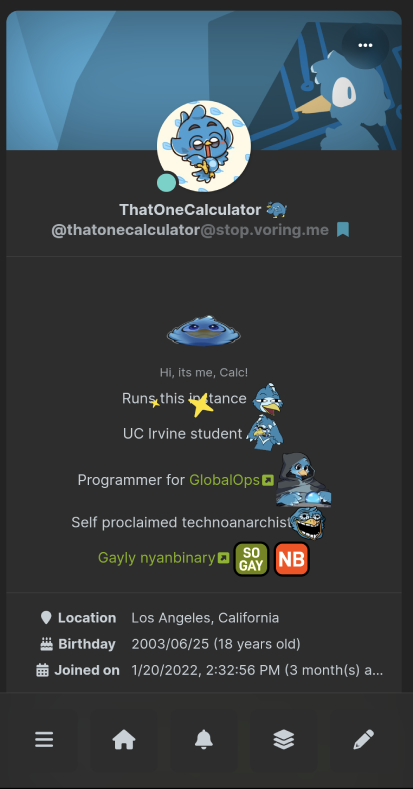 ThatOneCalculator
@thatonecalculator@stop.voring.me
Hi, its me, Calc!
Runs this instance
UC Irvine student
Programmer for GlobalOps
Self proclaimed technoanarchist
Gayly nyanbinary SO GAY NB
Location Los Angeles, California
Birthday 2003/06/25 (18 years old)
Joined on 1/20/2022, 2:32:56 PM (3 month(s) a...